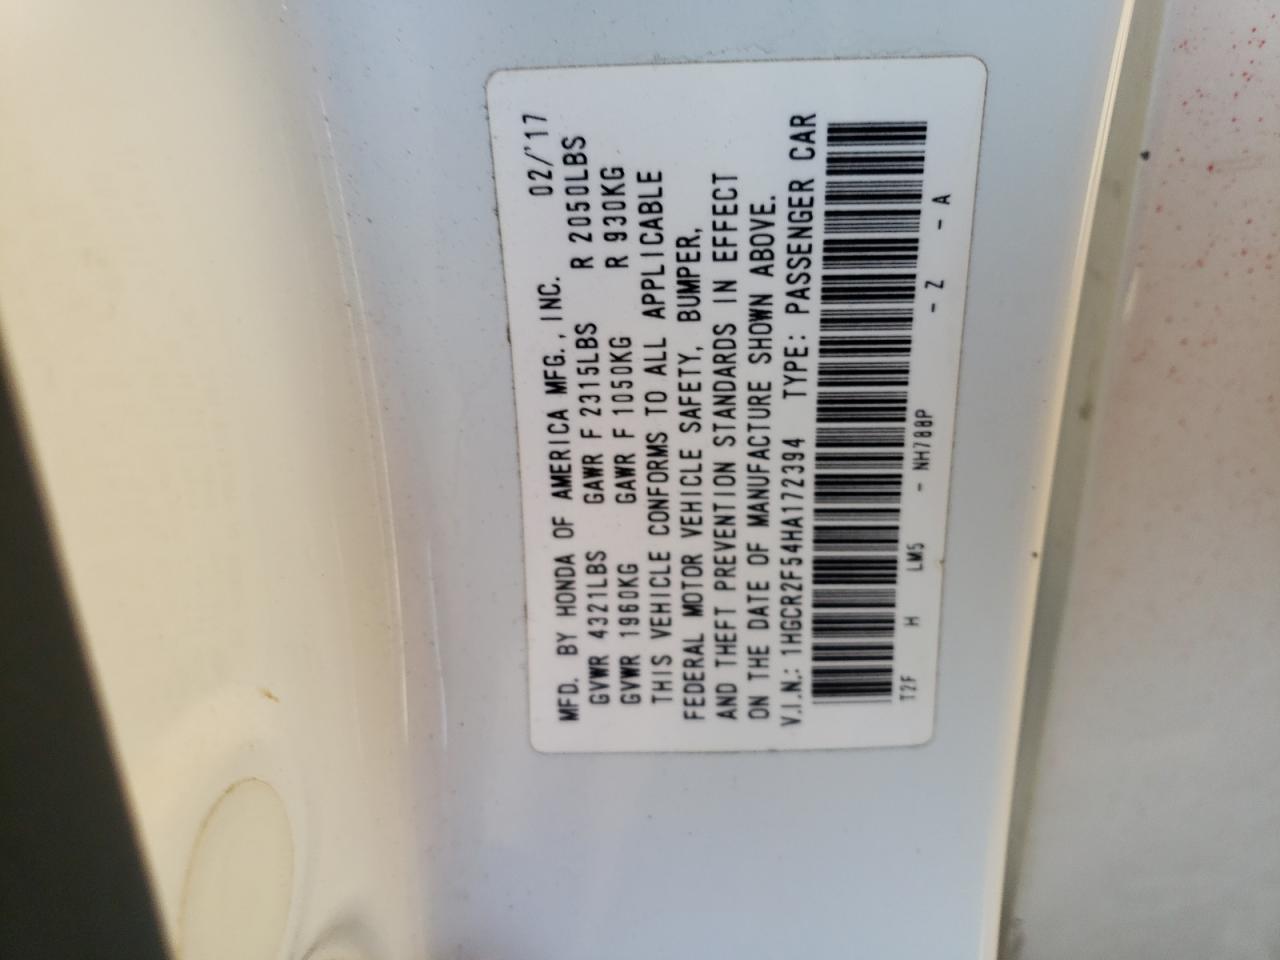 MFD. BY HONDA OF AMERICA MFG., INC. 02/'17
GVWR 4321LBS GAWR F 2315LBS R 2050LBS
GVWR 1960KG GAWR F 1050KG R 930KG
THIS VEHICLE CONFORMS TO ALL APPLICABLE
FEDERAL MOTOR VEHICLE SAFETY, BUMPER,
AND THEFT PREVENTION STANDARDS IN EFFECT
ON THE DATE OF MANUFACTURE SHOWN ABOVE.
V.I.N.: 1HGCR2F54HA172394 TYPE: PASSENGER CAR
T2F H LM5 - NH788P - Z - A